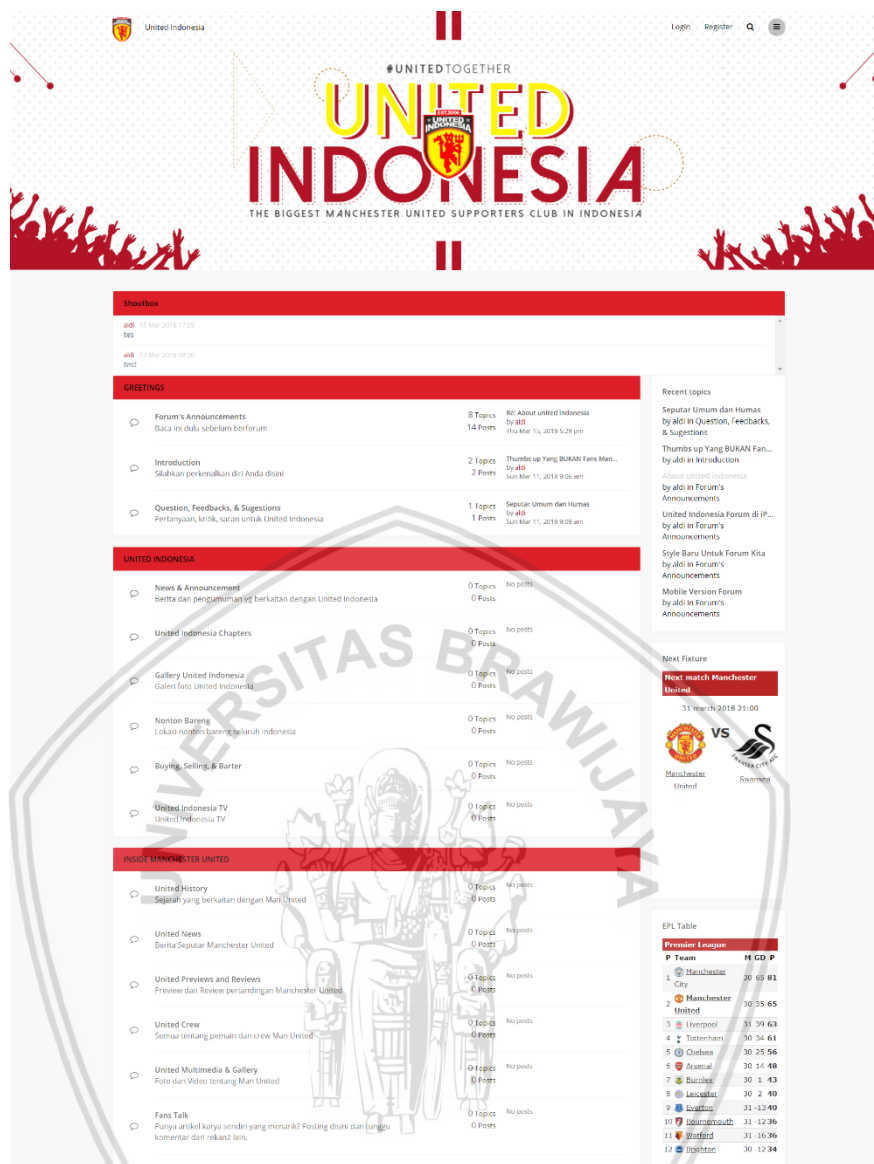 United Indonesia
Login Register
#UNITEDTOGETHER
UNITED
EST.2006
UNITED
INDONESIA
INDONESIA
THE BIGGEST MANCHESTER UNITED SUPPORTERS CLUB IN INDONESIA
Shoutbox
aldi 15 Mar 2018 17:25
tes
aldi
test
GREETINGS
Forum's Announcements
Baca ini dulu sebelum berforum
8 Topics
14 Posts
Re: About united indonesia
by aldi
Thu Mar 15, 2018 5:29 pm
Introduction
Silahkan perkenalkan diri Anda disini
2 Topics
2 Posts
Thumbs up Yang BUKAN Fans Man...
by aldi
Sun Mar 11, 2018 9:06 am
Question, Feedbacks, & Sugestions
Pertanyaan, kritik, saran untuk United Indonesia
1 Topics
1 Posts
Seputar Umum dan Humas
by aldi
Sun Mar 11, 2018 9:09 am
UNITED INDONESIA
News & Announcement
Berita dan pengumuman yg berkaitan dengan United Indonesia
0 Topics
0 Posts
No posts
United Indonesia Chapters
0 Topics
0 Posts
No posts
Gallery United Indonesia
Galeri foto United Indonesia
0 Topics
0 Posts
No posts
Nonton Bareng
Lokasi nonton bareng seluruh Indonesia
0 Topics
0 Posts
No posts
Buying, Selling, & Barter
0 Topics
0 Posts
No posts
United Indonesia TV
United Indonesia TV
0 Topics
0 Posts
No posts
INSIDE MANCHESTER UNITED
United History
Sejarah yang berkaitan dengan Man United
0 Topics
0 Posts
No posts
United News
Berita Seputar Manchester United
0 Topics
0 Posts
No posts
United Previews and Reviews
Preview dan Review pertandingan Manchester United
0 Topics
0 Posts
No posts
United Crew
Semua tentang pemain dan crew Man United
0 Topics
0 Posts
No posts
United Multimedia & Gallery
Foto dan Video tentang Man United
0 Topics
0 Posts
No posts
Fans Talk
Punya artikel karya sendiri yang menarik? Posting disini dan tunggu
komentar dari rekan2 lain.
0 Topics
0 Posts
No posts
Recent topics
Seputar Umum dan Humas
by aldi in Question, Feedbacks,
& Sugestions
Thumbs up Yang BUKAN Fan...
by aldi in Introduction
About united indonesia
by aldi in Forum's
Announcements
United Indonesia Forum di iP...
by aldi in Forum's
Announcements
Style Baru Untuk Forum Kita
by aldi in Forum's
Announcements
Mobile Version Forum
by aldi in Forum's
Announcements
Next Fixture
Next match Manchester
United
31 march 2018 21:00
VS
SWANSEA CITY AFC
Manchester
United
Swansea
EPL Table
Premier League
P Team M GD P
1 Manchester
City 30 65 81
2 Manchester
United 30 35 65
3 Liverpool 31 39 63
4 Tottenham 30 34 61
5 Chelsea 30 25 56
6 Arsenal 30 14 48
7 Burnley 30 1 43
8 Leicester 30 2 40
9 Everton 31 -13 40
10 Bournemouth 31 -12 36
11 Watford 31 -16 36
12 Brighton 30 -12 34
UNIVERSITAS BRAWIJAYA